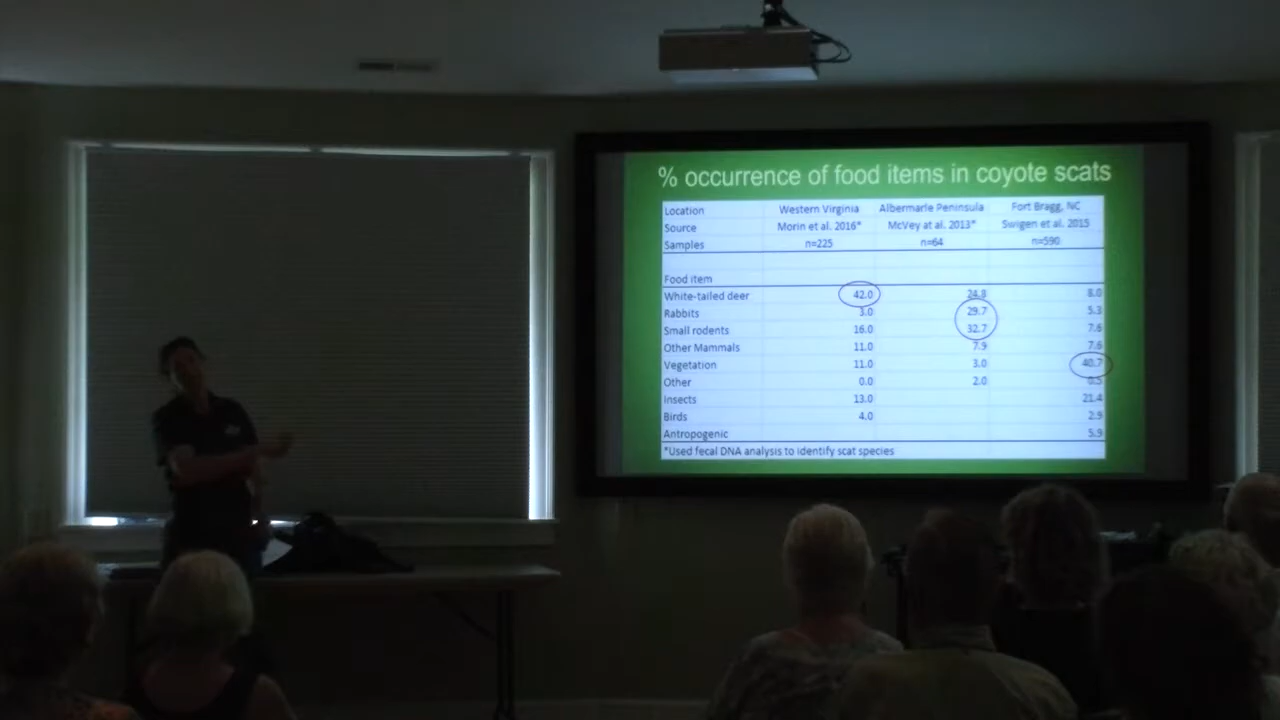 % occurrence of food items in coyote scats
Location Western Virginia Albermarle Peninsula Fort Bragg, NC
Source Morin et al. 2016* McVey at al. 2013* Swigen et al. 2015
Samples n=225 n=64 n=590
Food item
White-tailed deer 42.0 24.8 8.0
Rabbits 3.0 29.7 5.3
Small rodents 16.0 32.7 7.6
Other Mammals 11.0 7.9 7.6
Vegetation 11.0 3.0 40.7
Other 0.0 2.0 0.5
Insects 13.0 21.4
Birds 4.0 2.9
Antropogenic 5.9
*Used fecal DNA analysis to identify scat species